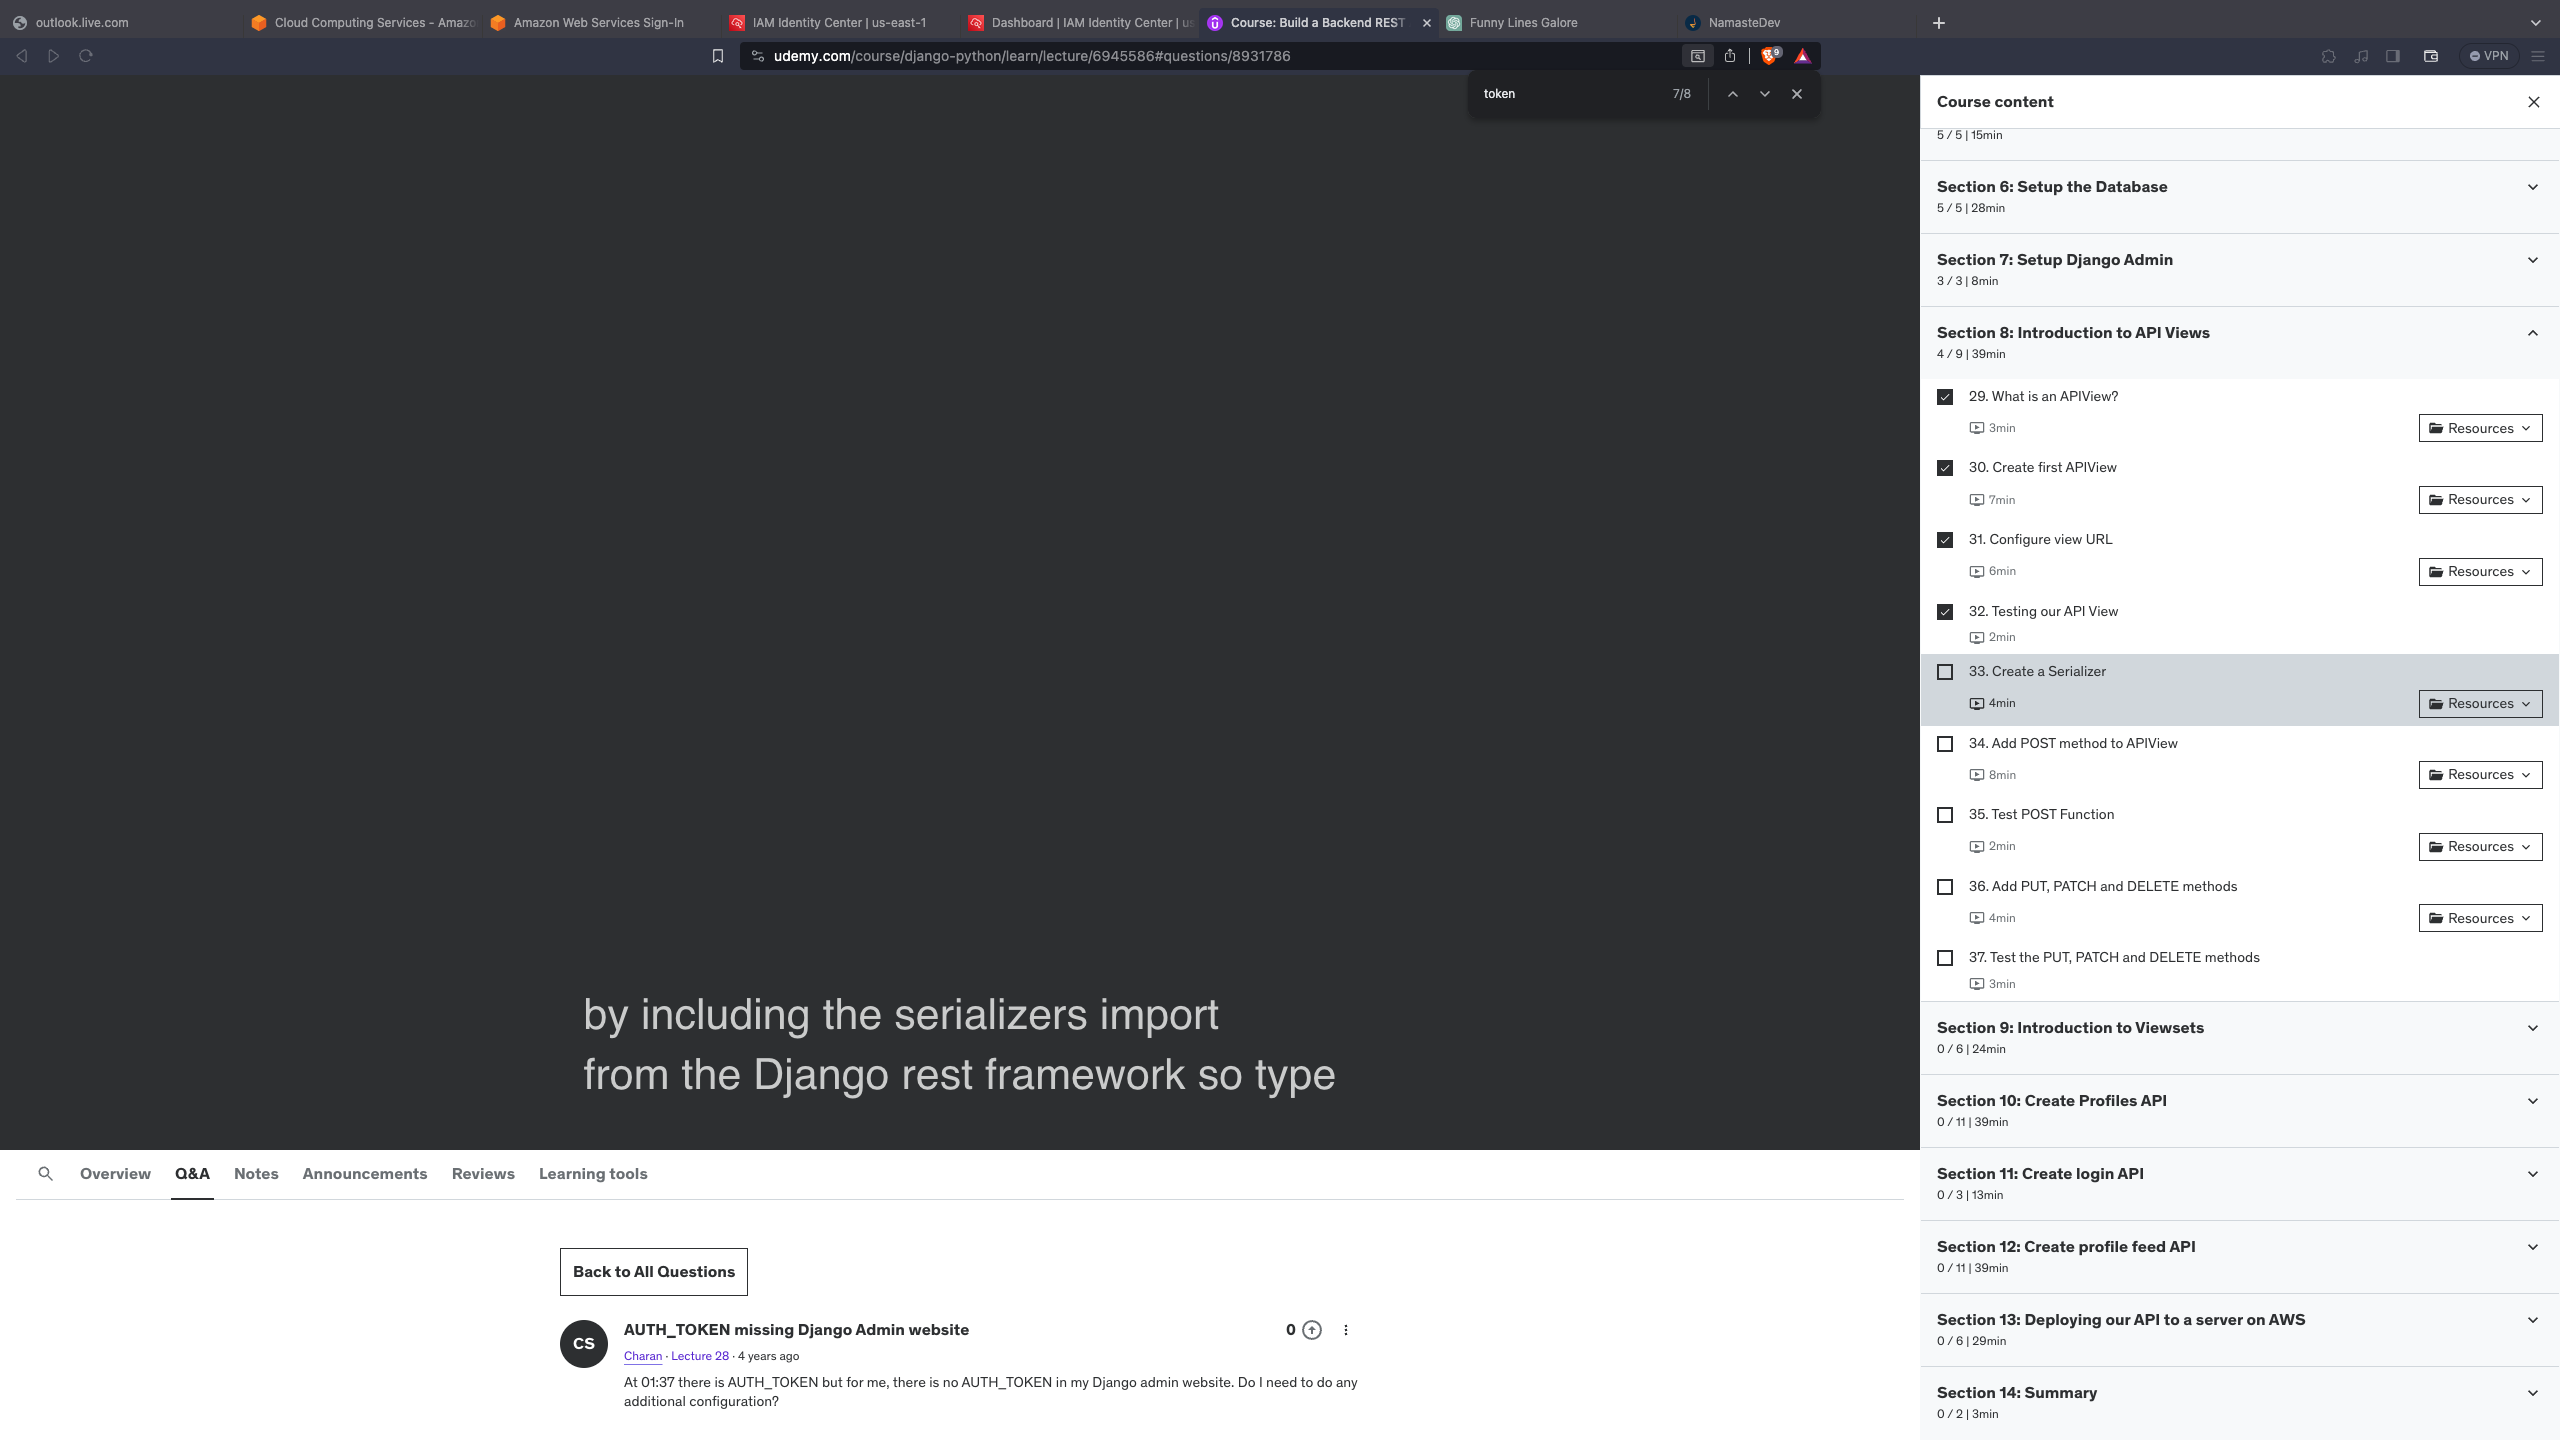 outlook.live.com
Cloud Computing Services - Amazo
Amazon Web Services Sign-In
IAM Identity Center | us-east-1
Dashboard | IAM Identity Center | us
Course: Build a Backend REST
Funny Lines Galore
NamasteDev
udemy.com/course/django-python/learn/lecture/6945586#questions/8931786
9
VPN
token
7/8
by including the serializers import
from the Django rest framework so type
Overview
Q&A
Notes
Announcements
Reviews
Learning tools
Back to All Questions
CS
AUTH_TOKEN missing Django Admin website
0
Charan · Lecture 28 · 4 years ago
At 01:37 there is AUTH_TOKEN but for me, there is no AUTH_TOKEN in my Django admin website. Do I need to do any
additional configuration?
Course content
5 / 5 | 15min
Section 6: Setup the Database
5 / 5 | 28min
Section 7: Setup Django Admin
3 / 3 | 8min
Section 8: Introduction to API Views
4 / 9 | 39min
29. What is an APIView?
3min
Resources
30. Create first APIView
7min
Resources
31. Configure view URL
6min
Resources
32. Testing our API View
2min
33. Create a Serializer
4min
Resources
34. Add POST method to APIView
8min
Resources
35. Test POST Function
2min
Resources
36. Add PUT, PATCH and DELETE methods
4min
Resources
37. Test the PUT, PATCH and DELETE methods
3min
Section 9: Introduction to Viewsets
0 / 6 | 24min
Section 10: Create Profiles API
0 / 11 | 39min
Section 11: Create login API
0 / 3 | 13min
Section 12: Create profile feed API
0 / 11 | 39min
Section 13: Deploying our API to a server on AWS
0 / 6 | 29min
Section 14: Summary
0 / 2 | 3min